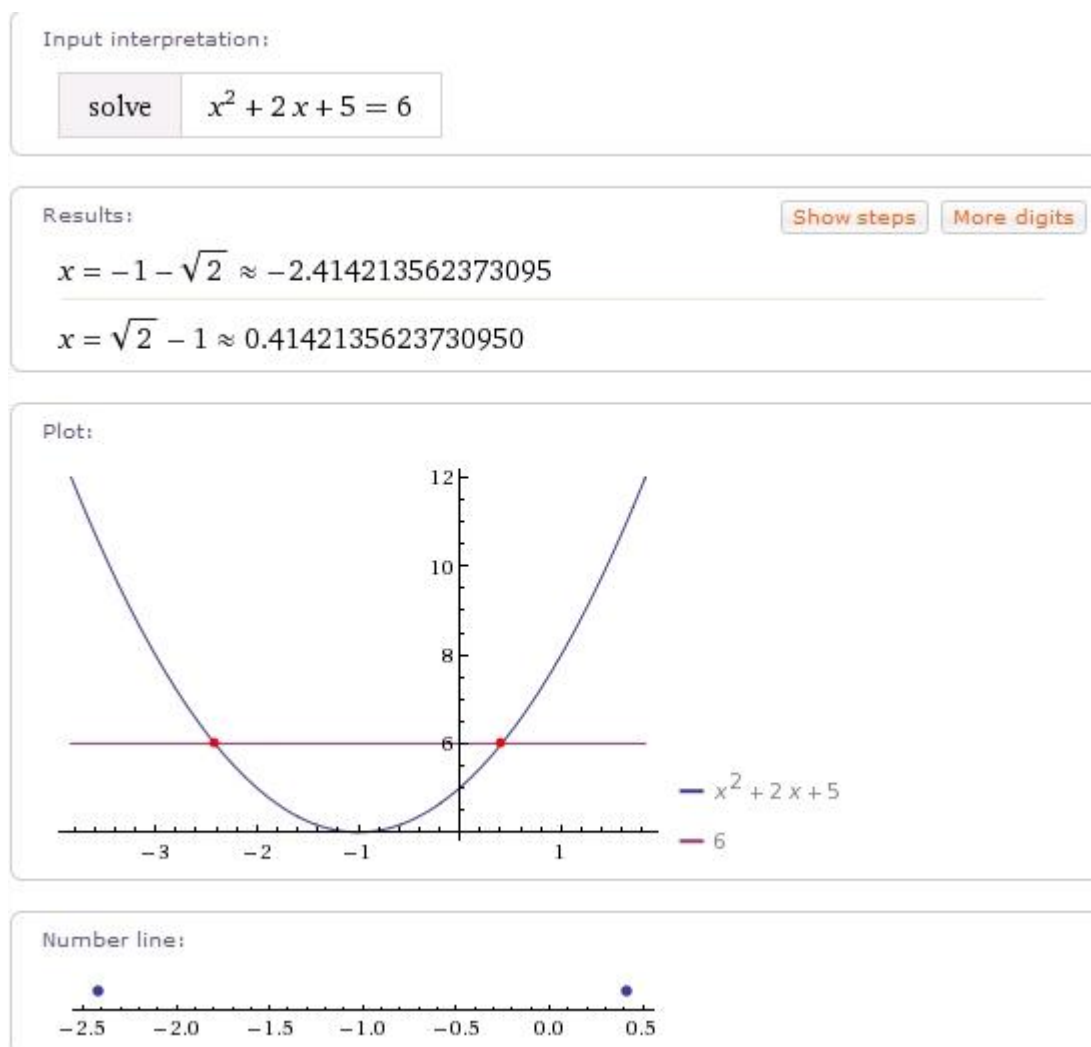 Input interpretation:
solve x² + 2 x + 5 = 6
Results:
Show steps More digits
x = −1 − √2 ≈ −2.414213562373095
x = √2 − 1 ≈ 0.4142135623730950
Plot:
12
10
8
6
x² + 2 x + 5
−3 −2 −1 1
6
Number line:
−2.5 −2.0 −1.5 −1.0 −0.5 0.0 0.5